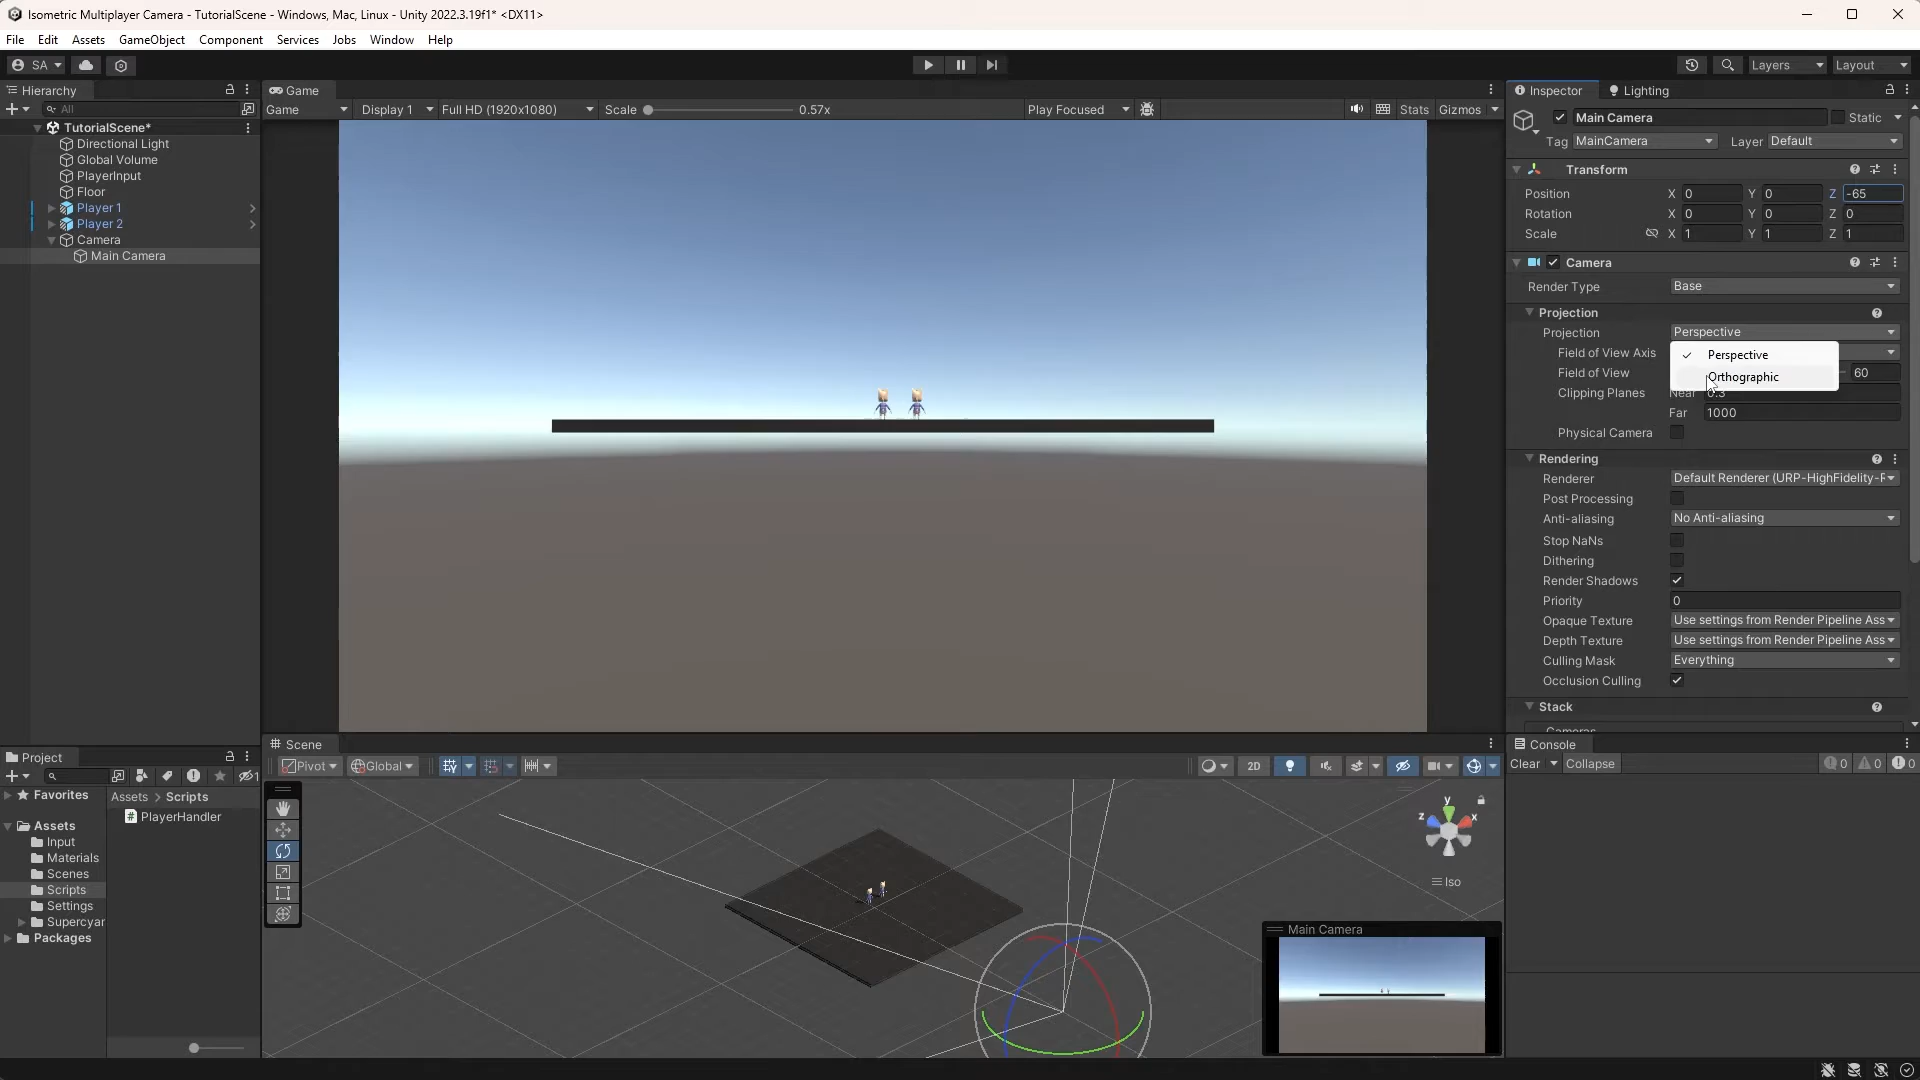 Isometric Multiplayer Camera - TutorialScene - Windows, Mac, Linux - Unity 2022.3.19f1* <DX11>
File Edit Assets GameObject Component Services Jobs Window Help
SA Layers Layout
Hierarchy
All
TutorialScene*
Directional Light
Global Volume
PlayerInput
Floor
Player 1
Player 2
Camera
Main Camera
Game
Game Display 1 Full HD (1920x1080) Scale 0.57x Play Focused Stats Gizmos
Inspector Lighting
Main Camera Static
Tag MainCamera Layer Default
Transform
Position X 0 Y 0 Z -65
Rotation X 0 Y 0 Z 0
Scale X 1 Y 1 Z 1
Camera
Render Type Base
Projection
Projection Perspective
Field of View Axis
Perspective
Field of View 60
Orthographic
Clipping Planes Near 0.3
Far 1000
Physical Camera
Rendering
Renderer Default Renderer (URP-HighFidelity-F
Post Processing
Anti-aliasing No Anti-aliasing
Stop NaNs
Dithering
Render Shadows
Priority 0
Opaque Texture Use settings from Render Pipeline Ass
Depth Texture Use settings from Render Pipeline Ass
Culling Mask Everything
Occlusion Culling
Stack
Cameras
Project
1
Favorites
Assets
Input
Materials
Scenes
Scripts
Settings
Supercyan
Packages
Assets > Scripts
PlayerHandler
Scene
Pivot Global 2D
y
z x
Iso
Main Camera
Console
Clear Collapse 0 0 0